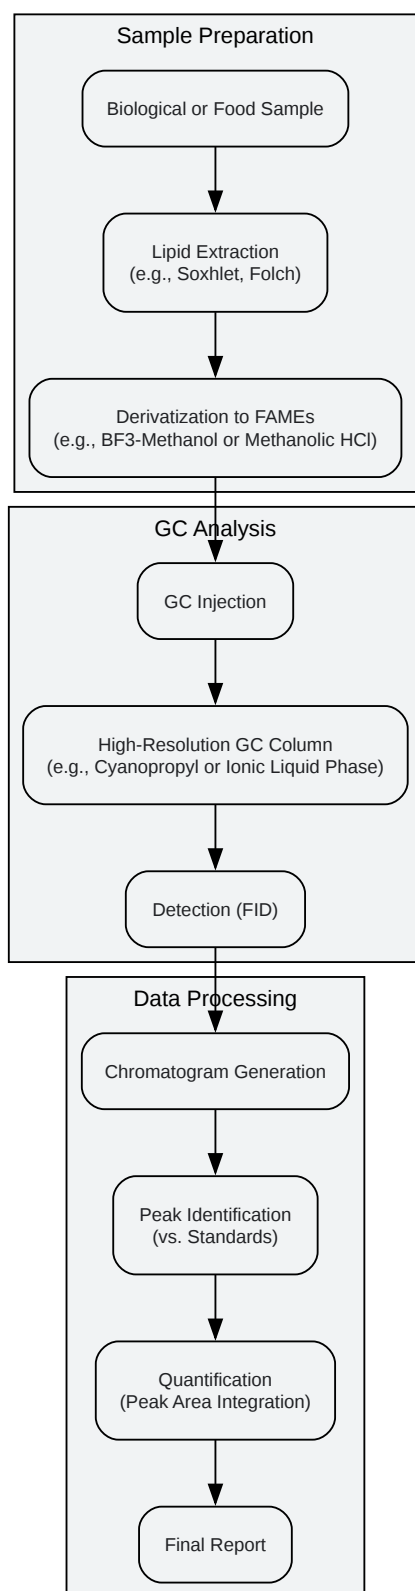 Sample Preparation
Biological or Food Sample
Lipid Extraction
(e.g., Soxhlet, Folch)
Derivatization to FAMEs
(e.g., BF3-Methanol or Methanolic HCl)
GC Analysis
GC Injection
High-Resolution GC Column
(e.g., Cyanopropyl or Ionic Liquid Phase)
Detection (FID)
Data Processing
Chromatogram Generation
Peak Identification
(vs. Standards)
Quantification
(Peak Area Integration)
Final Report